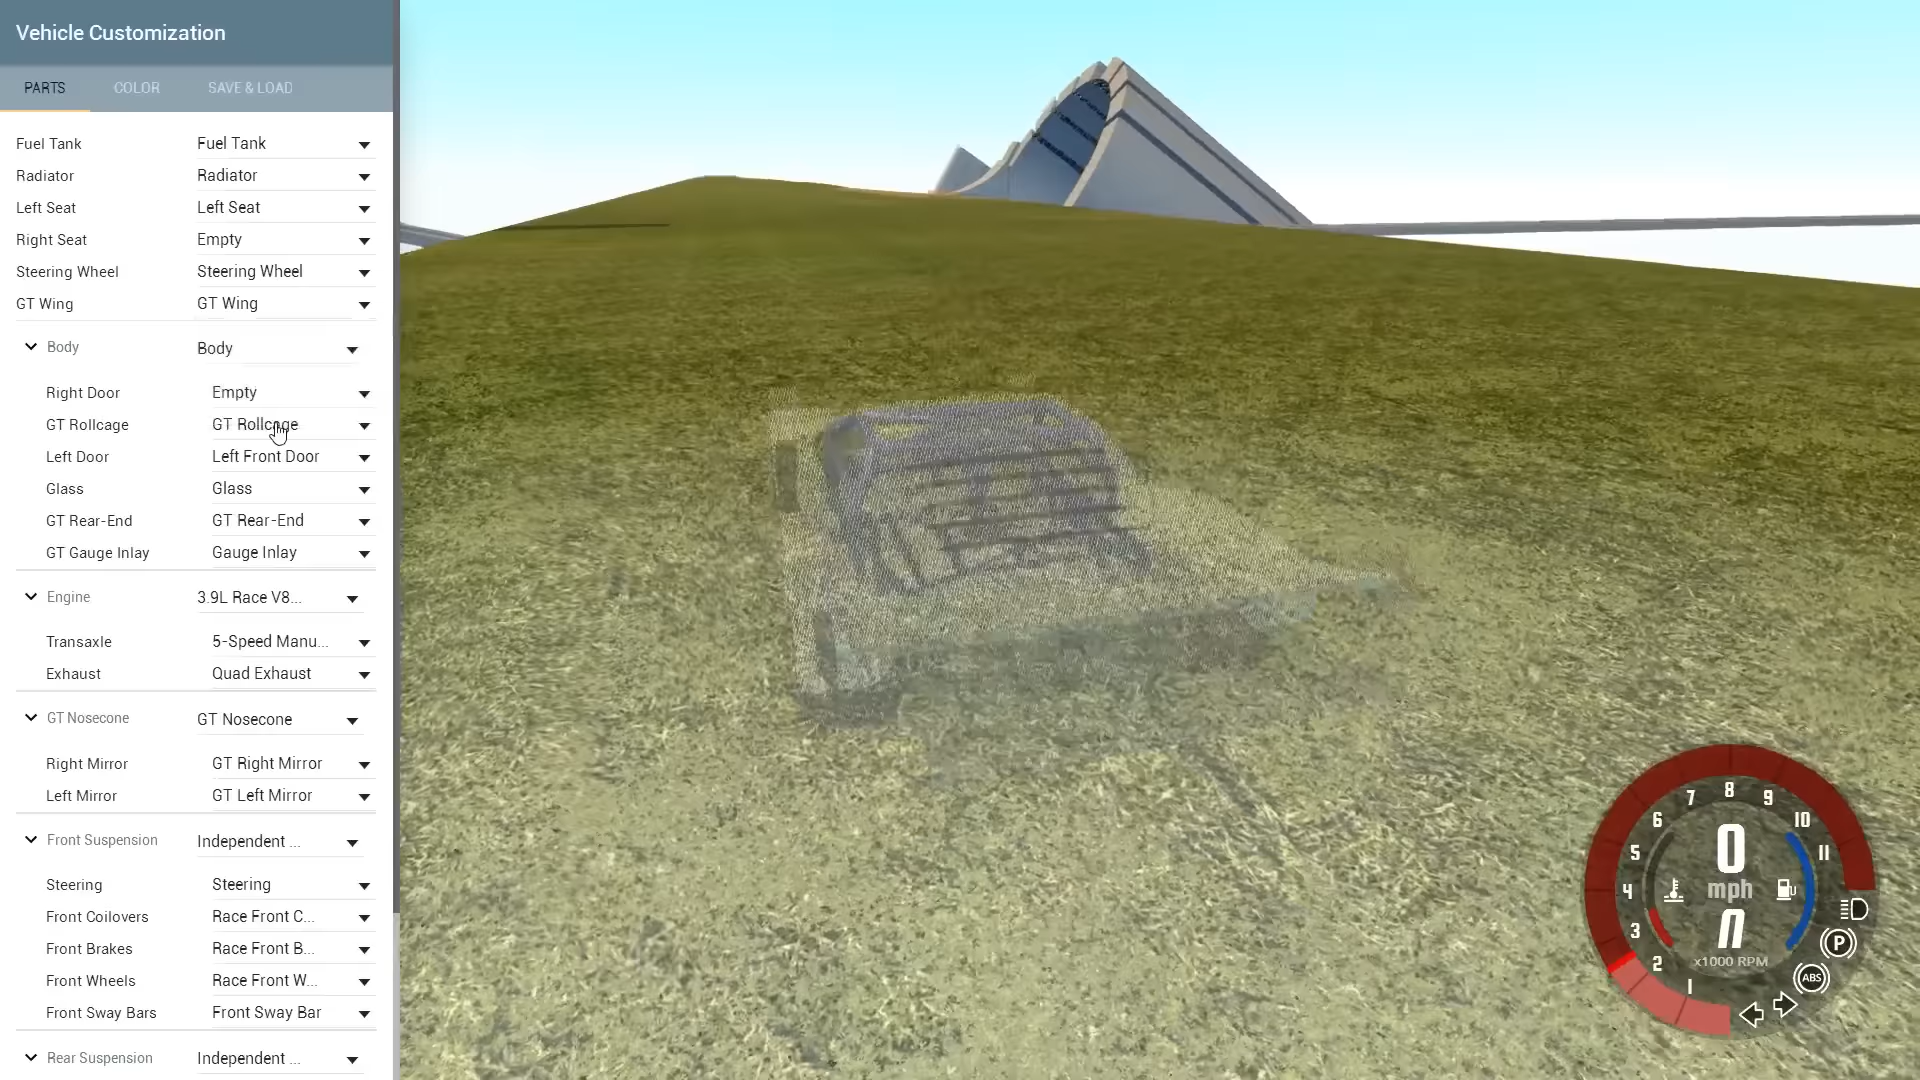 Vehicle Customization
PARTS COLOR SAVE & LOAD
Fuel Tank Fuel Tank
Radiator Radiator
Left Seat Left Seat
Right Seat Empty
Steering Wheel Steering Wheel
GT Wing GT Wing
Body Body
Right Door Empty
GT Rollcage GT Rollcage
Left Door Left Front Door
Glass Glass
GT Rear-End GT Rear-End
GT Gauge Inlay Gauge Inlay
Engine 3.9L Race V8...
Transaxle 5-Speed Manu...
Exhaust Quad Exhaust
GT Nosecone GT Nosecone
Right Mirror GT Right Mirror
Left Mirror GT Left Mirror
Front Suspension Independent ...
Steering Steering
Front Coilovers Race Front C...
Front Brakes Race Front B...
Front Wheels Race Front W...
Front Sway Bars Front Sway Bar
Rear Suspension Independent ...
1 2 3 4 5 6 7 8 9 10 11
0
mph
n
x1000 RPM
P
ABS